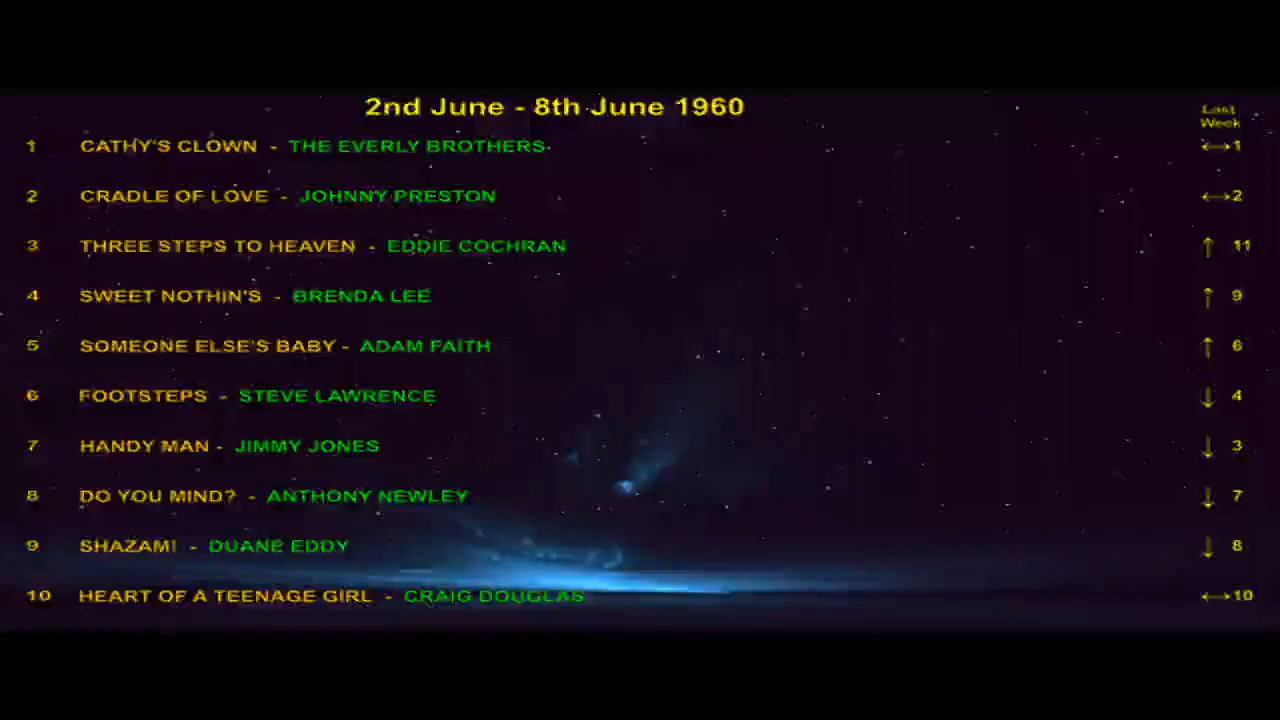 2nd June - 8th June 1960
Last
Week
1 CATHY'S CLOWN - THE EVERLY BROTHERS ↔1
2 CRADLE OF LOVE - JOHNNY PRESTON ↔2
3 THREE STEPS TO HEAVEN - EDDIE COCHRAN ↑ 11
4 SWEET NOTHIN'S - BRENDA LEE ↑ 9
5 SOMEONE ELSE'S BABY - ADAM FAITH ↑ 6
6 FOOTSTEPS - STEVE LAWRENCE ↓ 4
7 HANDY MAN - JIMMY JONES ↓ 3
8 DO YOU MIND? - ANTHONY NEWLEY ↓ 7
9 SHAZAM! - DUANE EDDY ↓ 8
10 HEART OF A TEENAGE GIRL - CRAIG DOUGLAS ↔10